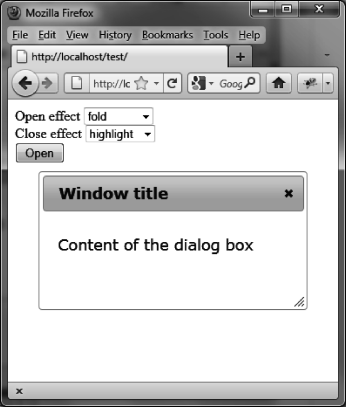 Mozilla Firefox
File Edit View History Bookmarks Tools Help
http://localhost/test/
http://lc Goog
Open effect fold
Close effect highlight
Open
Window title
Content of the dialog box